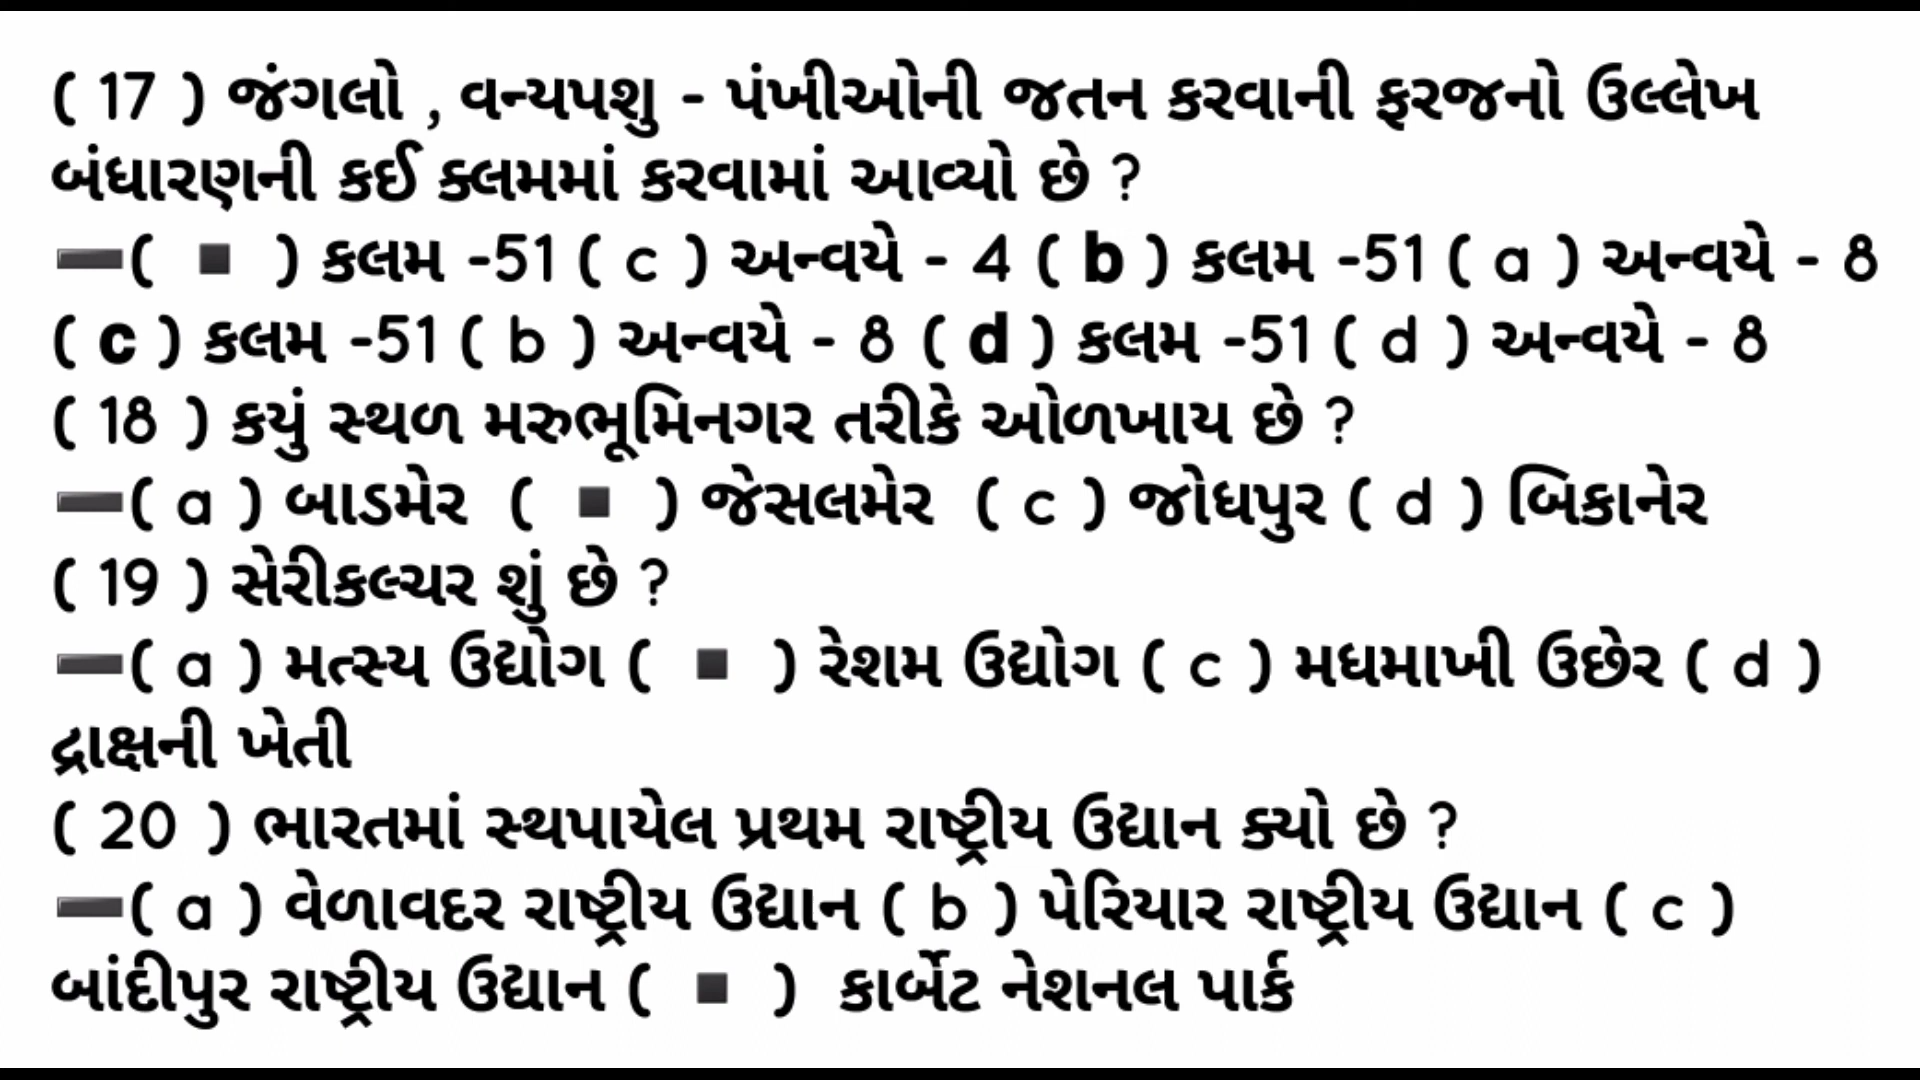 ( 17 ) જંગલો , વન્યપશુ - પંખીઓની જતન કરવાની ફરજનો ઉલ્લેખ
બંધારણની કઈ ક્લમમાં કરવામાં આવ્યો છે ?
➖( ◾ ) કલમ -51 ( c ) અન્વયે - 4 ( b ) કલમ -51 ( a ) અન્વયે - 8
( c ) કલમ -51 ( b ) અન્વયે - 8 ( d ) કલમ -51 ( d ) અન્વયે - 8
( 18 ) કયું સ્થળ મરુભૂમિનગર તરીકે ઓળખાય છે ?
➖( a ) બાડમેર ( ◾ ) જેસલમેર ( c ) જોધપુર ( d ) બિકાનેર
( 19 ) સેરીકલ્ચર શું છે ?
➖( a ) મત્સ્ય ઉદ્યોગ ( ◾ ) રેશમ ઉદ્યોગ ( c ) મધમાખી ઉછેર ( d )
દ્રાક્ષની ખેતી
( 20 ) ભારતમાં સ્થપાયેલ પ્રથમ રાષ્ટ્રીય ઉદ્યાન ક્યો છે ?
➖( a ) વેળાવદર રાષ્ટ્રીય ઉદ્યાન ( b ) પેરિયાર રાષ્ટ્રીય ઉદ્યાન ( c )
બાંદીપુર રાષ્ટ્રીય ઉદ્યાન ( ◾ ) કાર્બેટ નેશનલ પાર્ક